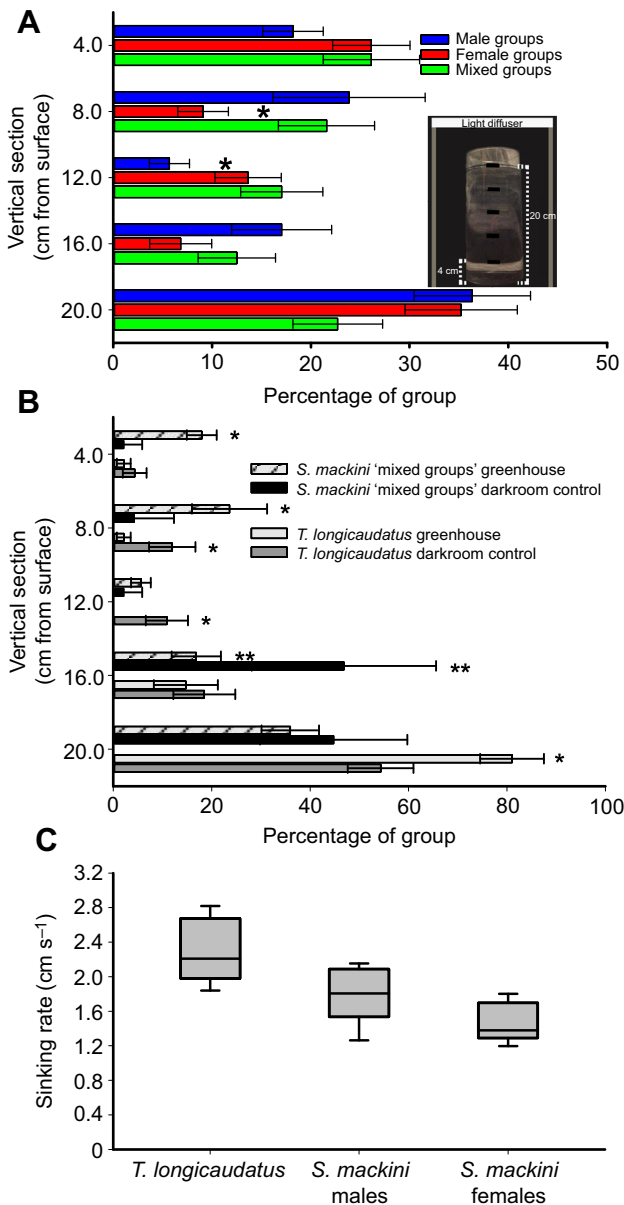 A
4.0
8.0
12.0
16.0
20.0
Vertical section
(cm from surface)
Male groups
Female groups
Mixed groups
*
*
Light diffuser
20 cm
4 cm
0 10 20 30 40 50
Percentage of group
B
4.0
8.0
12.0
16.0
20.0
Vertical section
(cm from surface)
*
S. mackini ‘mixed groups’ greenhouse
S. mackini ‘mixed groups’ darkroom control
*
T. longicaudatus greenhouse
T. longicaudatus darkroom control
*
*
**
**
*
0 20 40 60 80 100
Percentage of group
C
3.2
2.8
2.4
2.0
1.6
1.2
0.8
0.4
0
Sinking rate (cm s⁻¹)
T. longicaudatus S. mackini S. mackini
males females